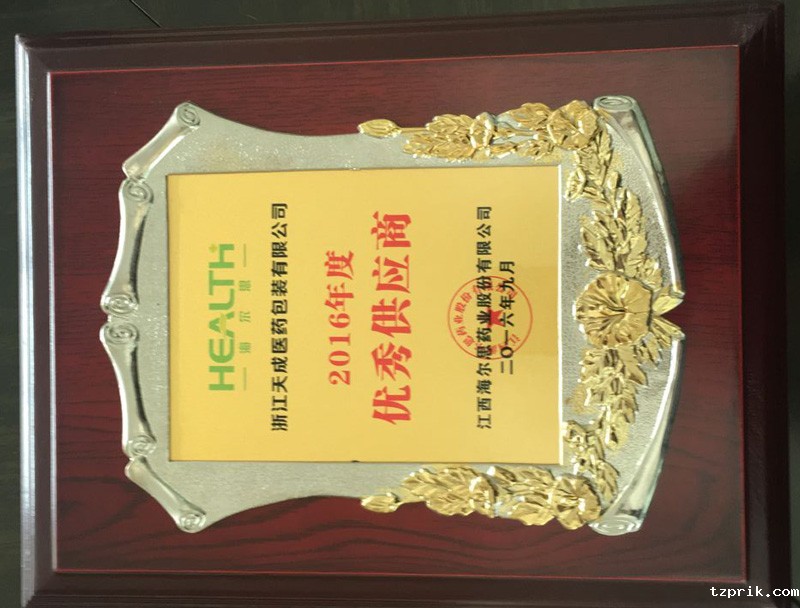 HEALTH+
海尔思
浙江天成医药包装有限公司
2016年度
优秀供应商
江西海尔思药业股份有限公司
二〇一六年九月
tzprik.com